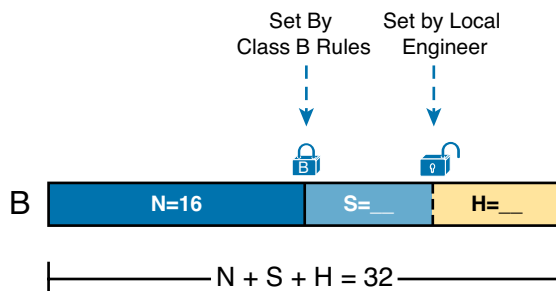 Set By
Class B Rules
Set by Local
Engineer
B
B N=16 S=__ H=__
N + S + H = 32